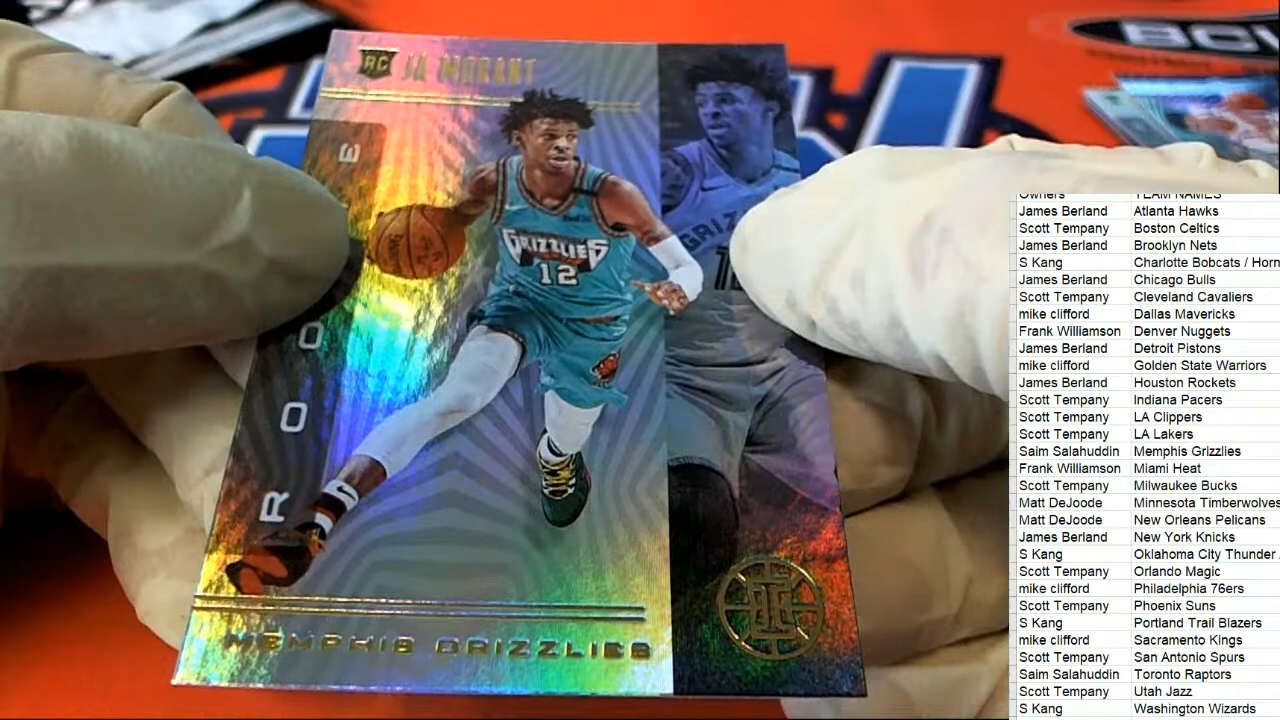 RC JA MORANT
ROOKIE
GRIZZLIES
12
GRIZ
MEMPHIS GRIZZLIES
BCW
Owners TEAM NAMES
James Berland Atlanta Hawks
Scott Tempany Boston Celtics
James Berland Brooklyn Nets
S Kang Charlotte Bobcats / Horn
James Berland Chicago Bulls
Scott Tempany Cleveland Cavaliers
mike clifford Dallas Mavericks
Frank Williamson Denver Nuggets
James Berland Detroit Pistons
mike clifford Golden State Warriors
James Berland Houston Rockets
Scott Tempany Indiana Pacers
Scott Tempany LA Clippers
Scott Tempany LA Lakers
Saim Salahuddin Memphis Grizzlies
Frank Williamson Miami Heat
Scott Tempany Milwaukee Bucks
Matt DeJoode Minnesota Timberwolves
Matt DeJoode New Orleans Pelicans
James Berland New York Knicks
S Kang Oklahoma City Thunder
Scott Tempany Orlando Magic
mike clifford Philadelphia 76ers
Scott Tempany Phoenix Suns
S Kang Portland Trail Blazers
mike clifford Sacramento Kings
Scott Tempany San Antonio Spurs
Saim Salahuddin Toronto Raptors
Scott Tempany Utah Jazz
S Kang Washington Wizards